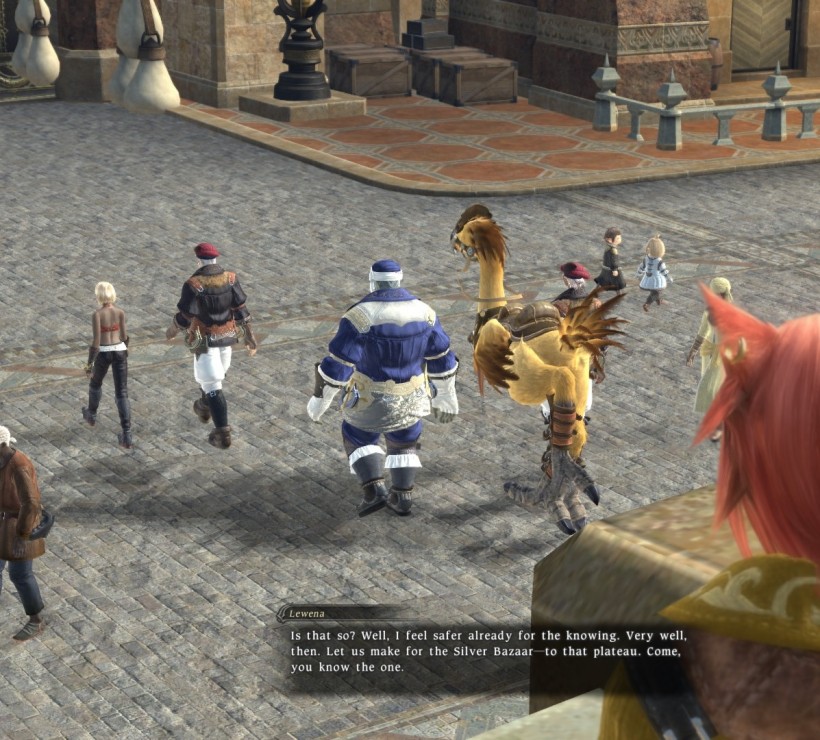 Lewena
Is that so? Well, I feel safer already for the knowing. Very well,
then. Let us make for the Silver Bazaar—to that plateau. Come,
you know the one.